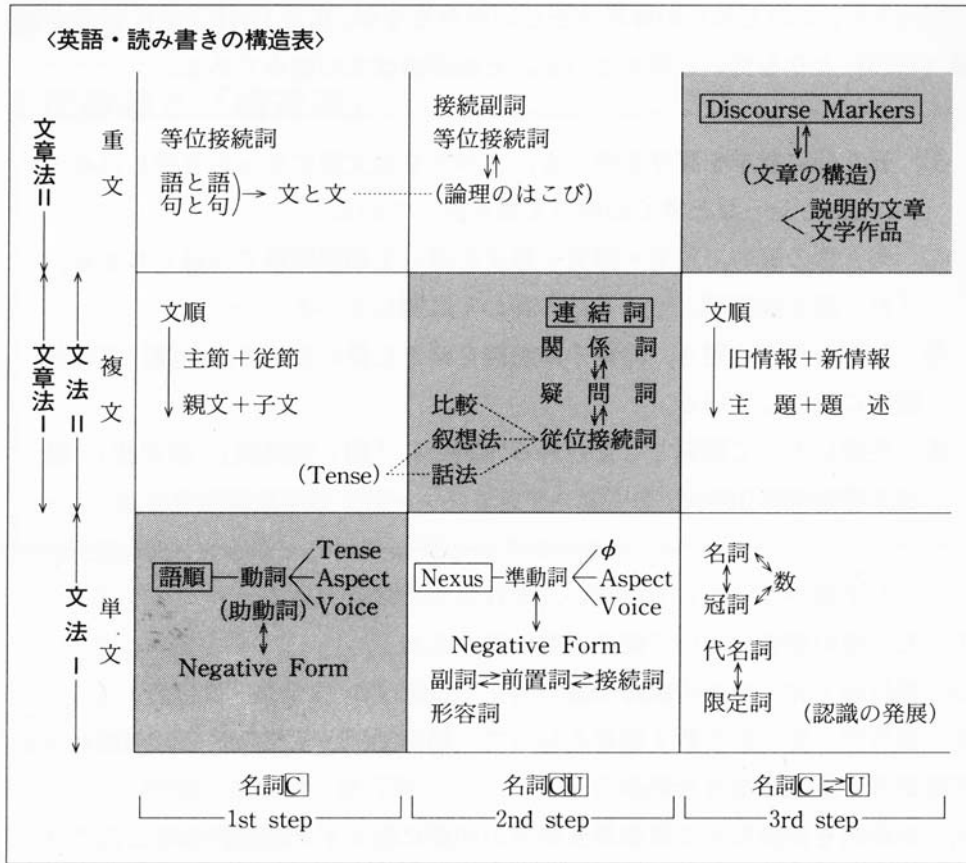 〈英語・読み書きの構造表〉
文章法Ⅱ
重文
等位接続詞
語と語
句と句
)→文と文
接続副詞
等位接続詞
⇅
(論理のはこび)
Discourse Markers
(文章の構造)
説明的文章
文学作品
文章法Ⅰ
文法Ⅱ
複文
文順
主節+従節
親文+子文
連結詞
関係詞
⇅
疑問詞
⇅
比較
叙想法 従位接続詞
(Tense) 話法
文順
旧情報+新情報
主題+題述
文法Ⅰ
単文
Tense
語順 動詞 Aspect
(助動詞) Voice
Negative Form
φ
Nexus 準動詞 Aspect
Voice
Negative Form
副詞⇄前置詞⇄接続詞
形容詞
名詞
数
冠詞
代名詞
限定詞
(認識の発展)
名詞C
1st step
名詞CU
2nd step
名詞C⇄U
3rd step